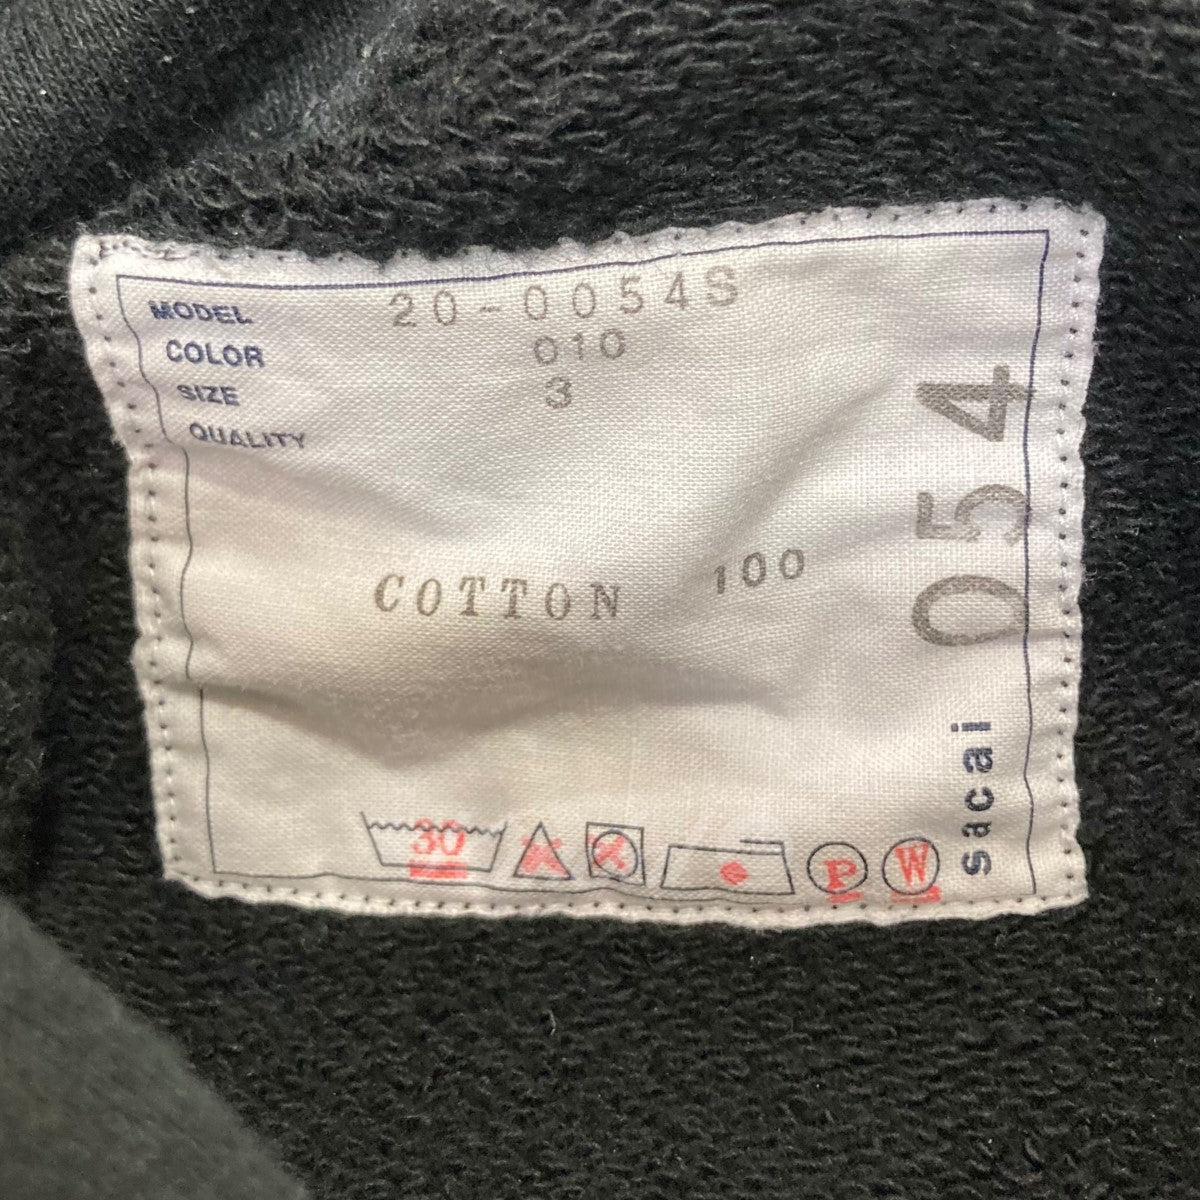 MODEL 20-0054S
COLOR 010
SIZE 3
QUALITY
COTTON 100
30
P
W
054
sacai